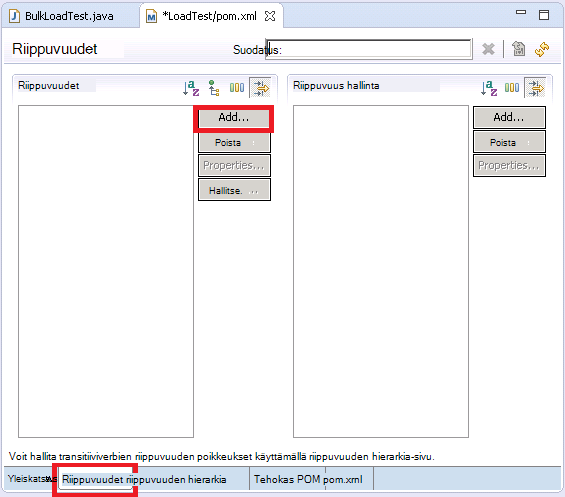 BulkLoadTest.java
*LoadTest/pom.xml
Riippuvuudet
Suodatus:
Riippuvuudet
Riippuvuus hallinta
Add...
Poista
Properties...
Hallitse. ...
Add...
Poista
Properties...
Voit hallita transitiiviverbien riippuvuuden poikkeukset käyttämällä riippuvuuden hierarkia-sivu.
Riippuvuudet riippuvuuden hierarkia
Tehokas POM pom.xml